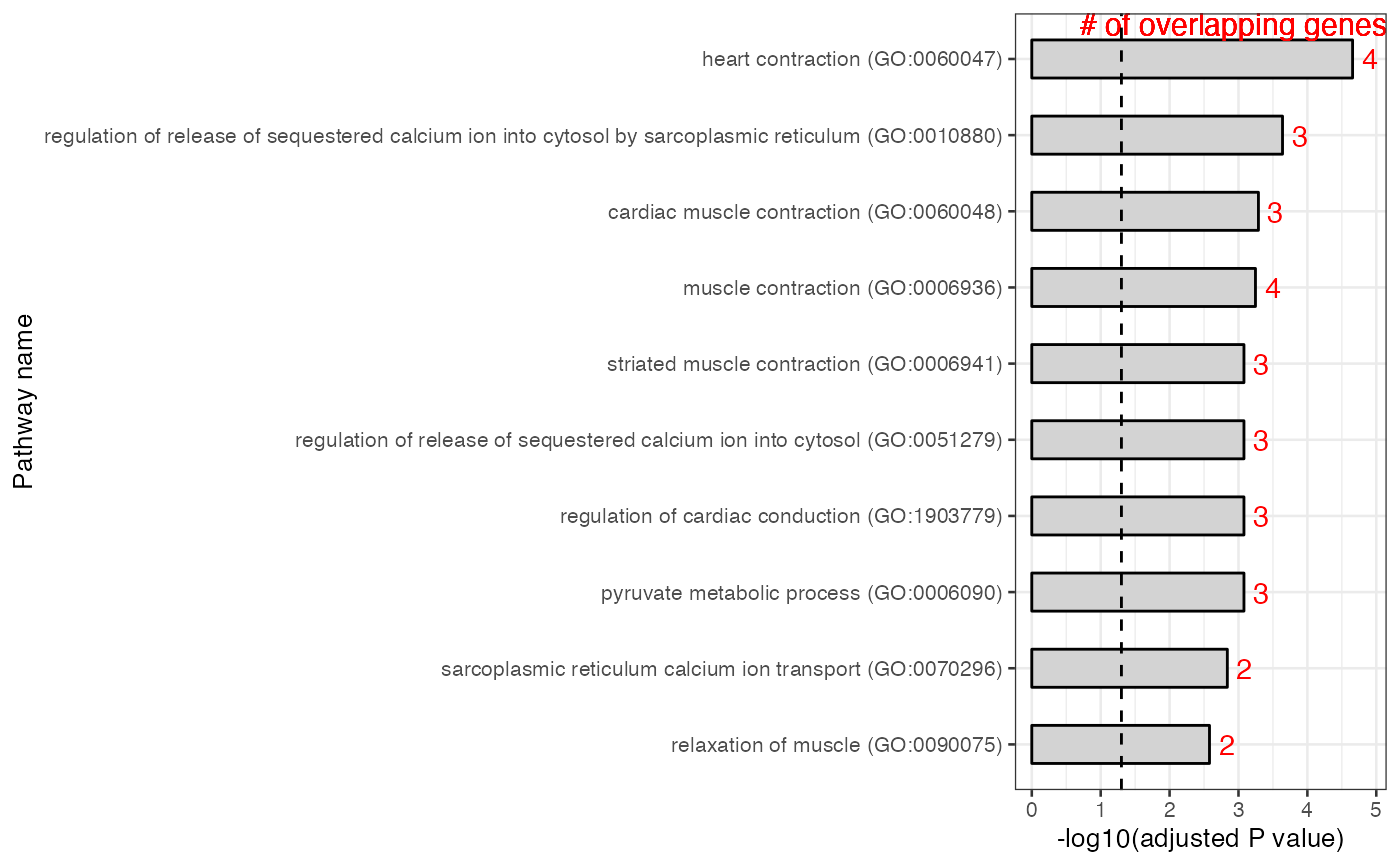 # of overlapping genes
heart contraction (GO:0060047) 4
regulation of release of sequestered calcium ion into cytosol by sarcoplasmic reticulum (GO:0010880) 3
cardiac muscle contraction (GO:0060048) 3
muscle contraction (GO:0006936) 4
striated muscle contraction (GO:0006941) 3
regulation of release of sequestered calcium ion into cytosol (GO:0051279) 3
regulation of cardiac conduction (GO:1903779) 3
pyruvate metabolic process (GO:0006090) 3
sarcoplasmic reticulum calcium ion transport (GO:0070296) 2
relaxation of muscle (GO:0090075) 2
Pathway name
0 1 2 3 4 5
-log10(adjusted P value)